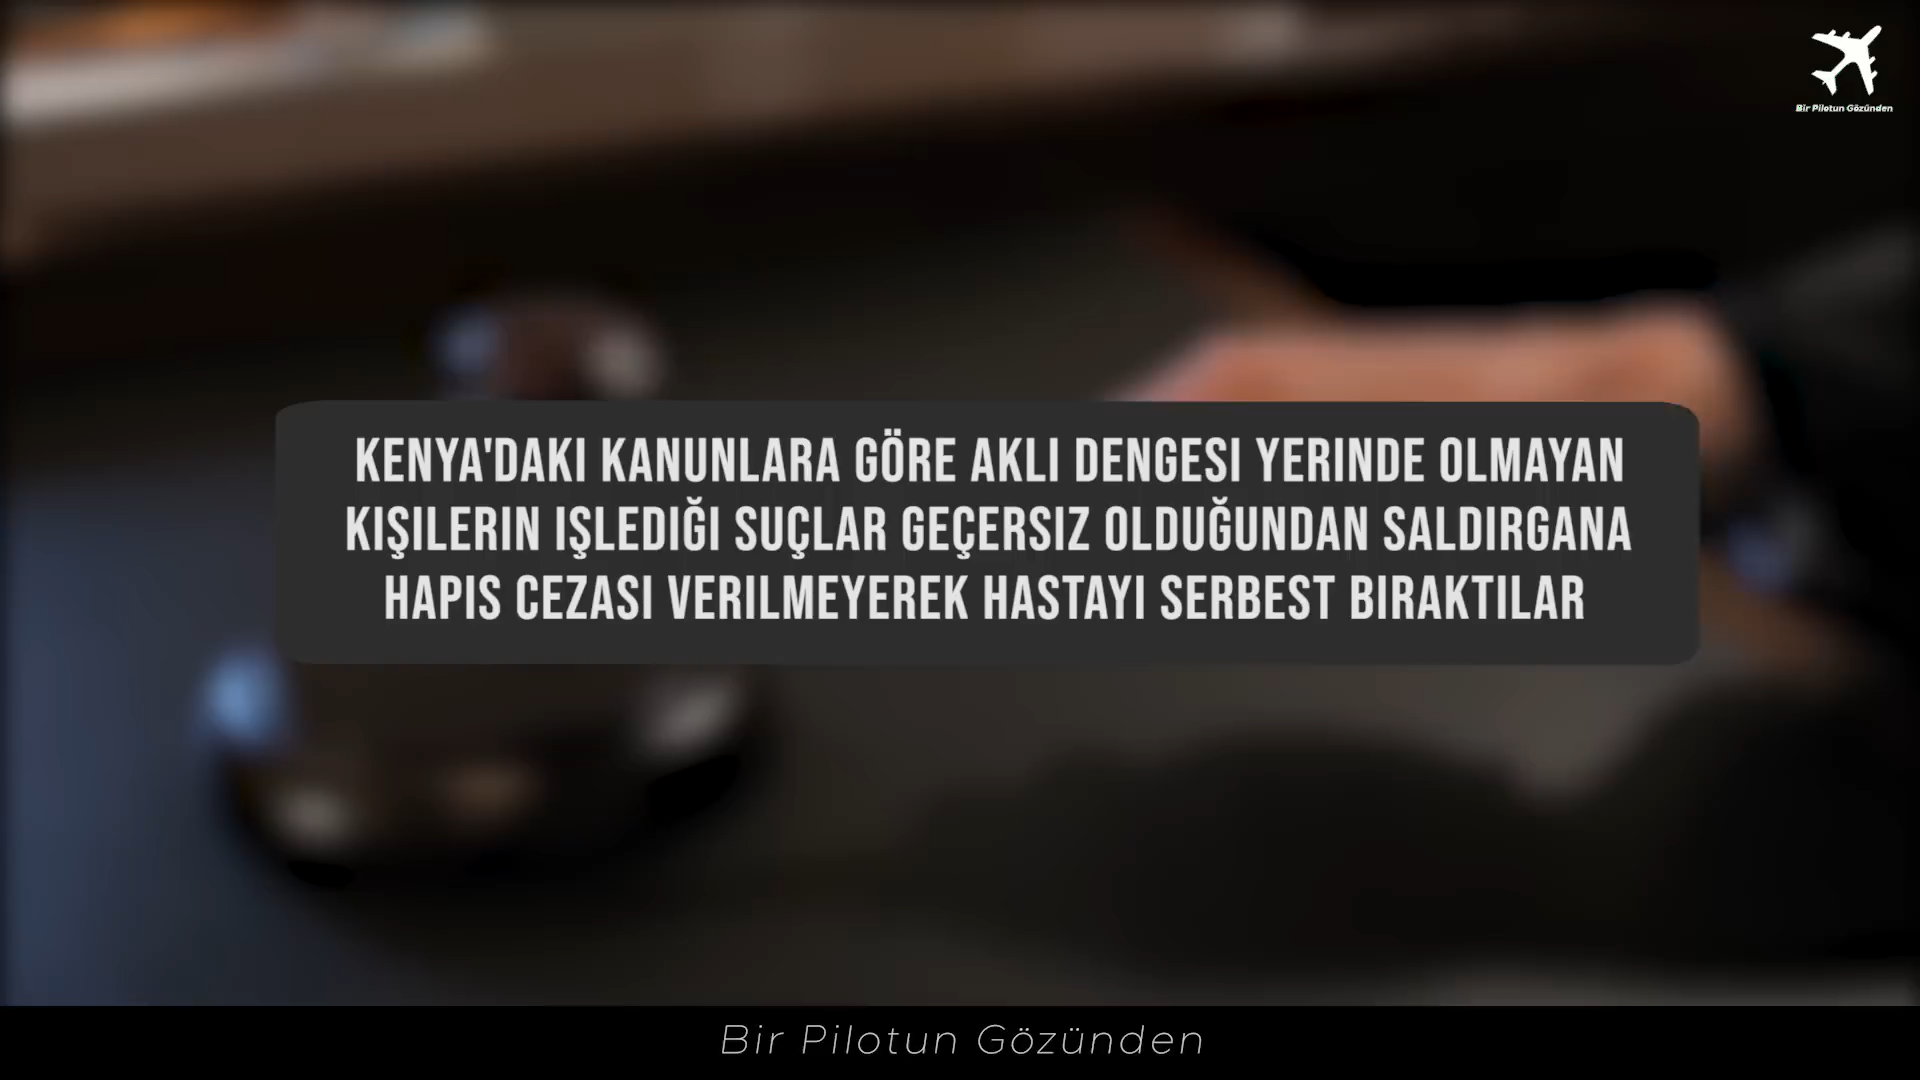 Bir Pilotun Gözünden
KENYA'DAKI KANUNLARA GÖRE AKLI DENGESI YERINDE OLMAYAN
KIŞILERIN IŞLEDIĞI SUÇLAR GEÇERSIZ OLDUĞUNDAN SALDIRGANA
HAPIS CEZASI VERILMEYEREK HASTAYI SERBEST BIRAKTILAR
Bir Pilotun Gözünden